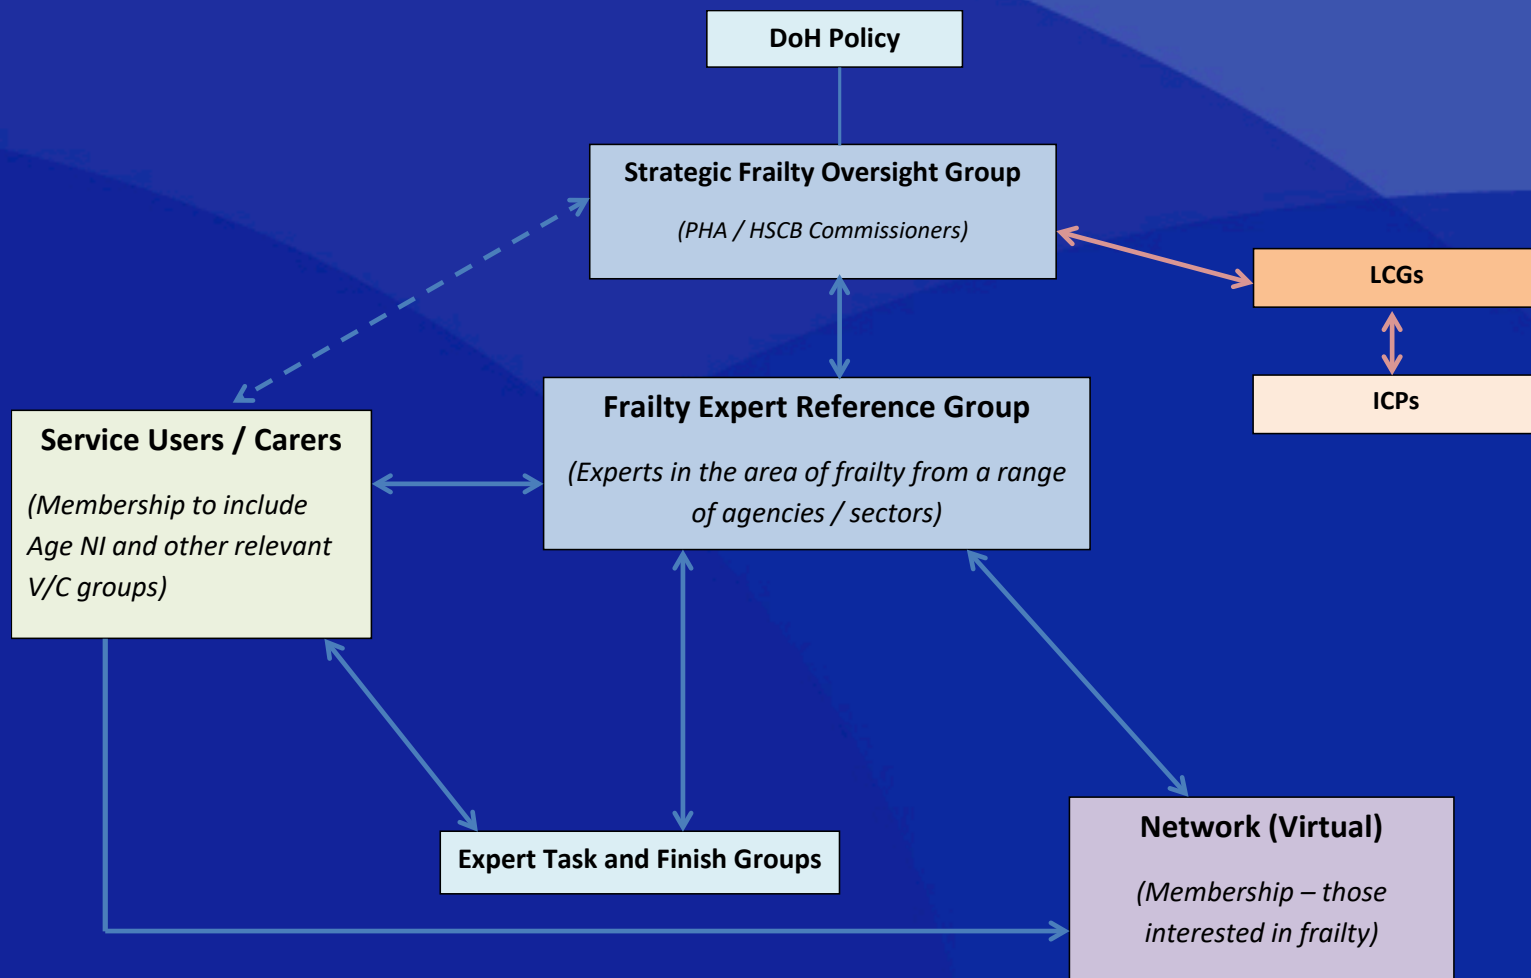 DoH Policy
Strategic Frailty Oversight Group
(PHA / HSCB Commissioners)
LCGs
ICPs
Frailty Expert Reference Group
(Experts in the area of frailty from a range
of agencies / sectors)
Service Users / Carers
(Membership to include
Age NI and other relevant
V/C groups)
Expert Task and Finish Groups
Network (Virtual)
(Membership – those
interested in frailty)